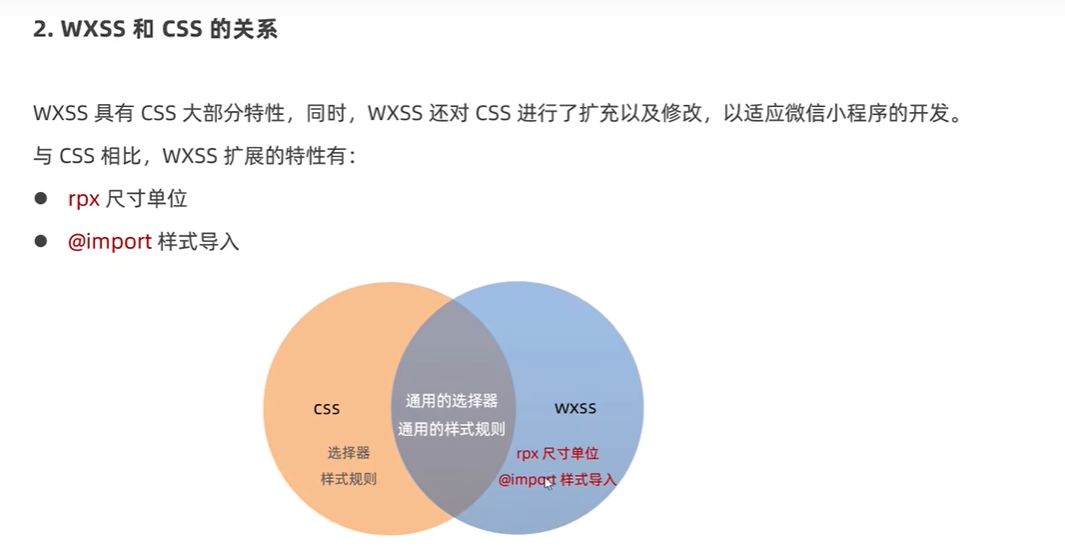 2. WXSS 和 CSS 的关系
WXSS 具有 CSS 大部分特性，同时，WXSS 还对 CSS 进行了扩充以及修改，以适应微信小程序的开发。
与 CSS 相比，WXSS 扩展的特性有：
● rpx 尺寸单位
● @import 样式导入
CSS
选择器
样式规则
通用的选择器
通用的样式规则
WXSS
rpx 尺寸单位
@import 样式导入